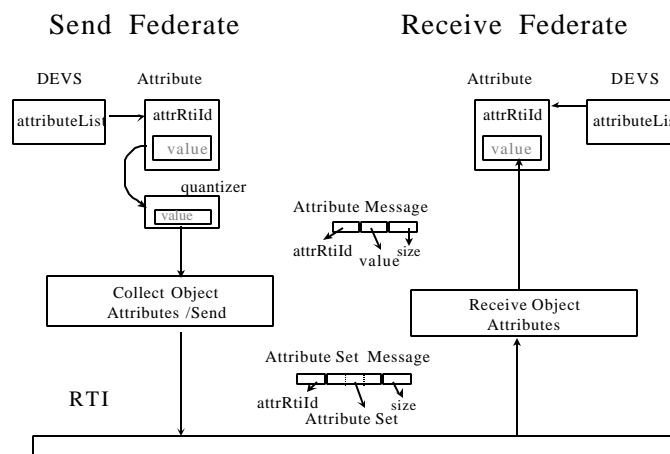 Send Federate
Receive Federate
DEVS
Attribute
Attribute
DEVS
attributeList
attrRtiId
value
attrRtiId
value
attributeLis
quantizer
value
Attribute Message
attrRtiId
value
size
Collect Object
Attributes /Send
Receive Object
Attributes
Attribute Set Message
attrRtiId
size
Attribute Set
RTI